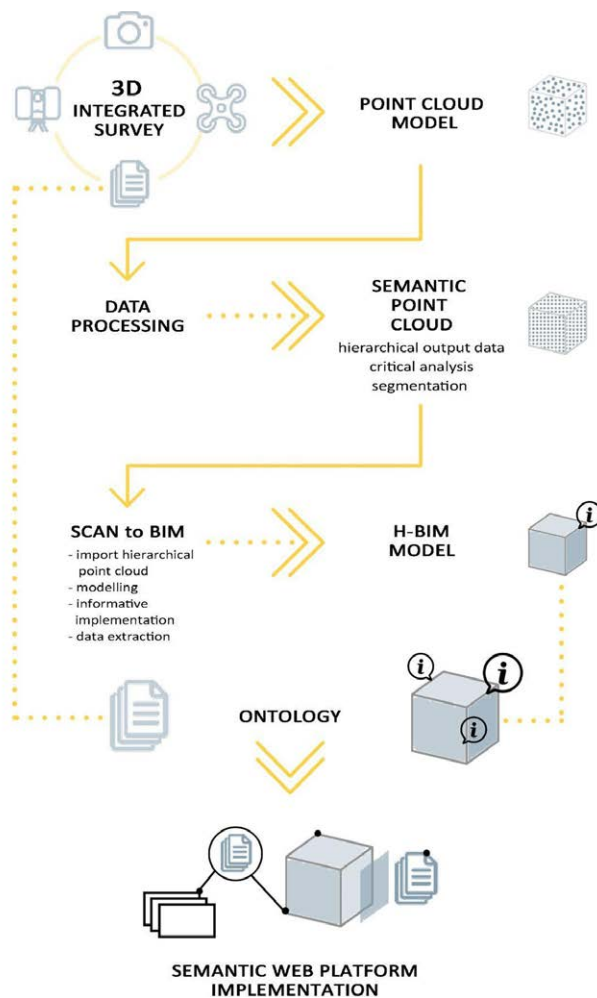 3D
INTEGRATED
SURVEY
POINT CLOUD
MODEL
DATA
PROCESSING
SEMANTIC
POINT
CLOUD
hierarchical output data
critical analysis
segmentation
SCAN to BIM
- import hierarchical
point cloud
- modelling
- informative
implementation
- data extraction
H-BIM
MODEL
i
i
i
i
ONTOLOGY
SEMANTIC WEB PLATFORM
IMPLEMENTATION